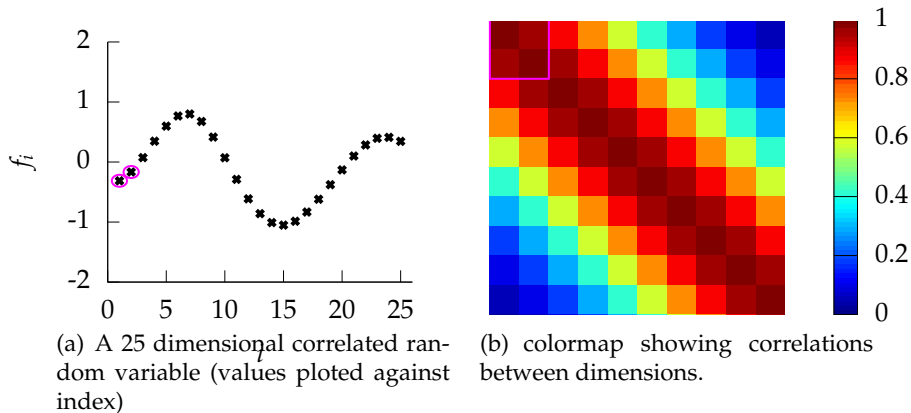 2
1
0
-1
-2
f_i
0
5
10
15
20
25
i
1
0.8
0.6
0.4
0.2
0
(a) A 25 dimensional correlated ran-
dom variable (values ploted against
index)
(b) colormap showing correlations
between dimensions.